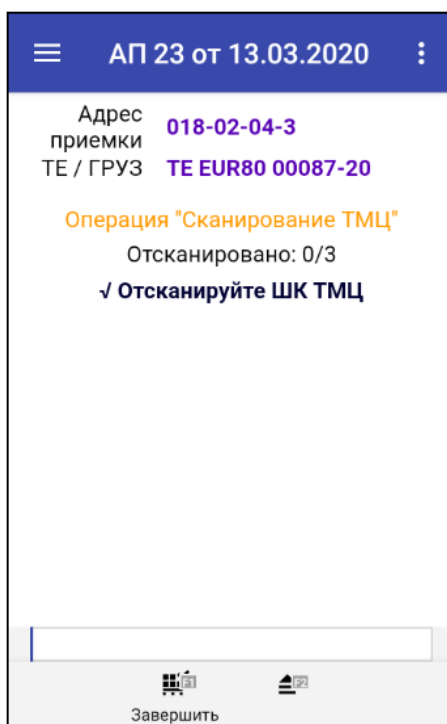 АП 23 от 13.03.2020
Адрес приемки 018-02-04-3
ТЕ / ГРУЗ ТЕ EUR80 00087-20
Операция "Сканирование ТМЦ"
Отсканировано: 0/3
√ Отсканируйте ШК ТМЦ
F1 F2
Завершить